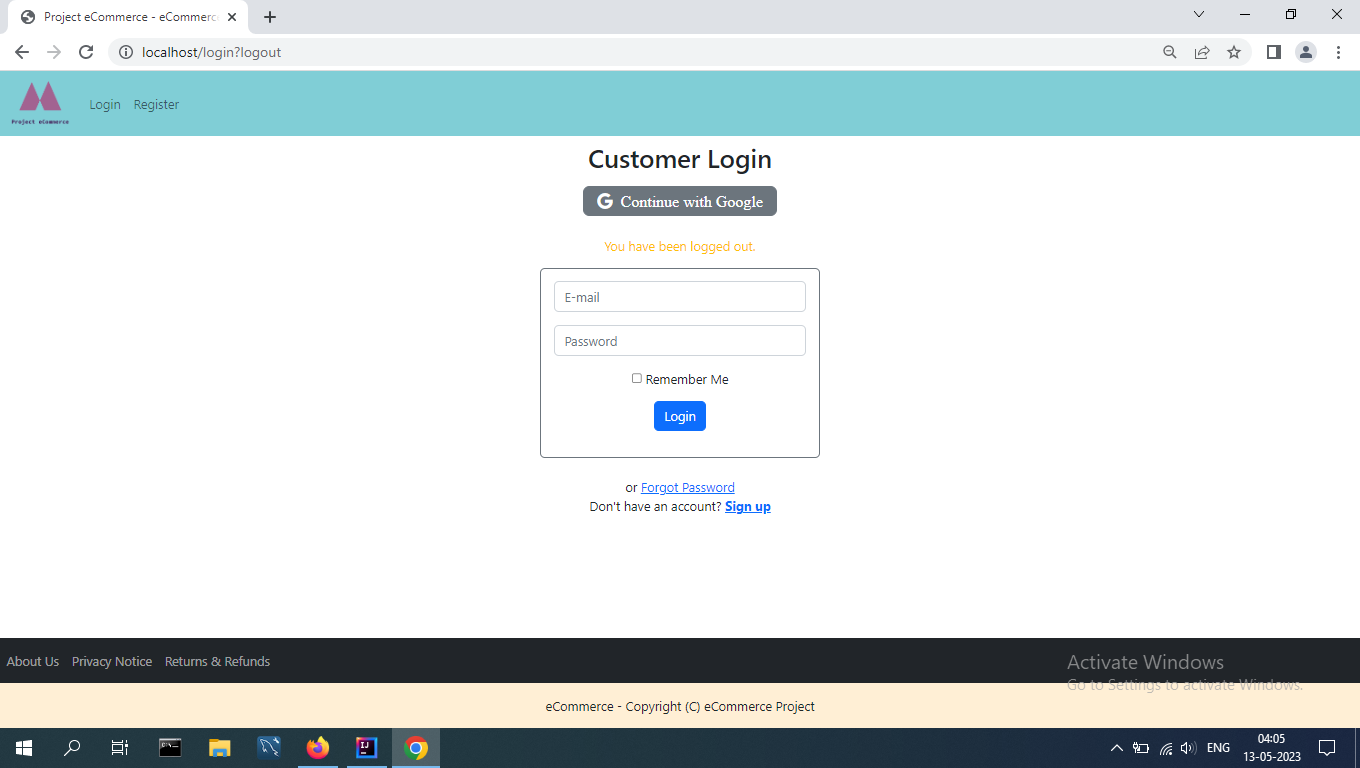 Project eCommerce - eCommerc
localhost/login?logout
Project eCommerce
Login Register
Customer Login
G Continue with Google
You have been logged out.
E-mail
Password
Remember Me
Login
or Forgot Password
Don't have an account? Sign up
About Us Privacy Notice Returns & Refunds
Activate Windows
Go to Settings to activate Windows.
eCommerce - Copyright (C) eCommerce Project
ENG
04:05
13-05-2023